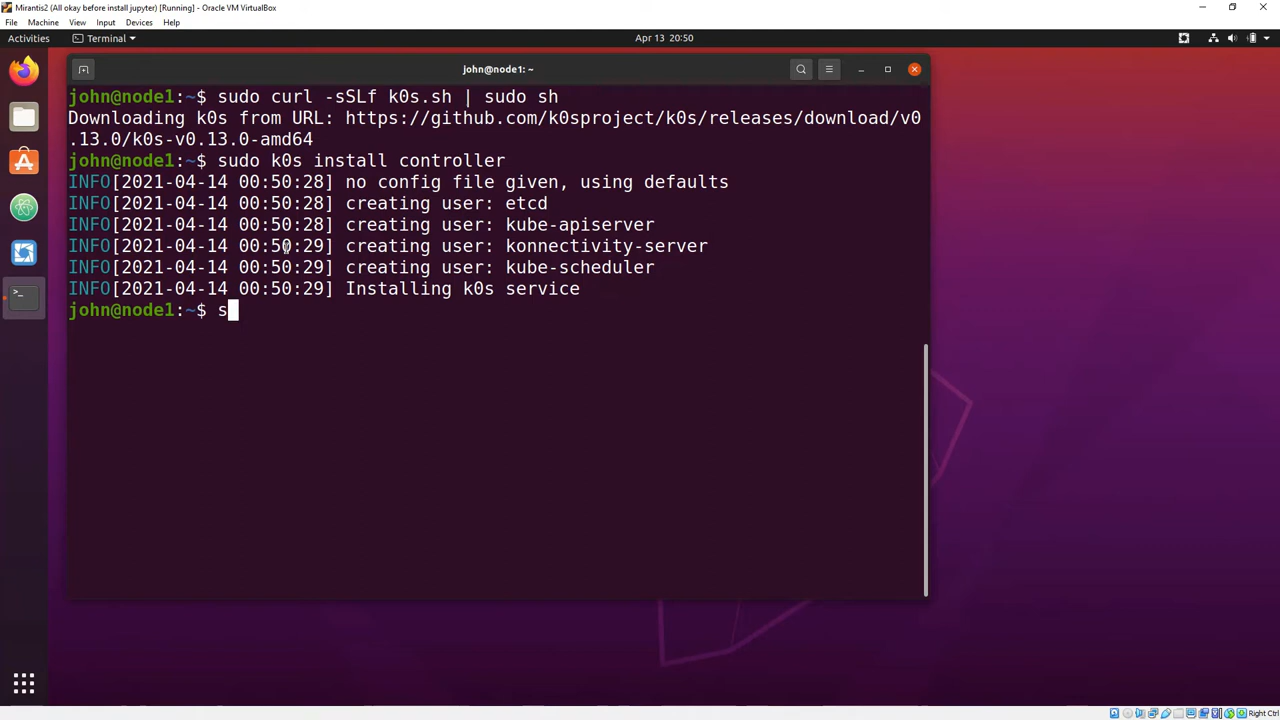 Mirantis2 (All okay before install jupyter) [Running] - Oracle VM VirtualBox
File Machine View Input Devices Help
Activities Terminal Apr 13 20:50
john@node1: ~
john@node1:~$ sudo curl -sSLf k0s.sh | sudo sh
Downloading k0s from URL: https://github.com/k0sproject/k0s/releases/download/v0
.13.0/k0s-v0.13.0-amd64
john@node1:~$ sudo k0s install controller
INFO[2021-04-14 00:50:28] no config file given, using defaults
INFO[2021-04-14 00:50:28] creating user: etcd
INFO[2021-04-14 00:50:28] creating user: kube-apiserver
INFO[2021-04-14 00:50:29] creating user: konnectivity-server
INFO[2021-04-14 00:50:29] creating user: kube-scheduler
INFO[2021-04-14 00:50:29] Installing k0s service
john@node1:~$ s
Right Ctrl